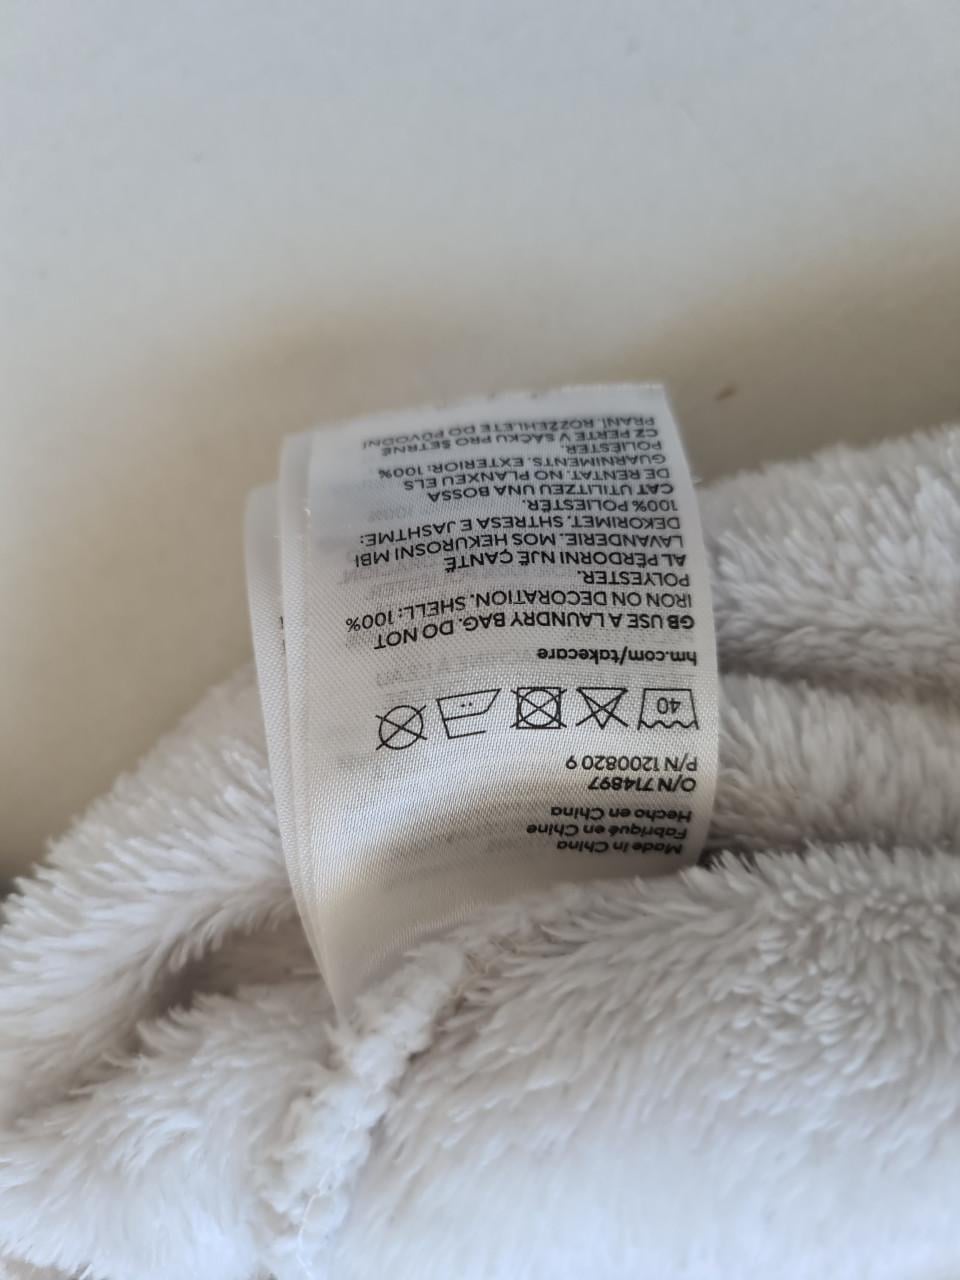 Made in China
Fabriqué en Chine
Hecho en China
O/N 714897
P/N 1200820 9
40
hm.com/takecare
GB USE A LAUNDRY BAG. DO NOT
IRON ON DECORATION. SHELL: 100%
POLYESTER.
AL PËRDORNI NJË ÇANTË
LAVANDERIE. MOS HEKUROSNI MBI
DEKORIMET. SHTRESA E JASHTME:
100% POLIESTËR.
CAT UTILITZEU UNA BOSSA
DE RENTAT. NO PLANXEU ELS
GUARNIMENTS. EXTERIOR: 100%
POLIÈSTER.
CZ PERTE V SÁČKU PRO ŠETRNÉ
PRANÍ. ROZŽEHLETE DO PŮVODNÍ